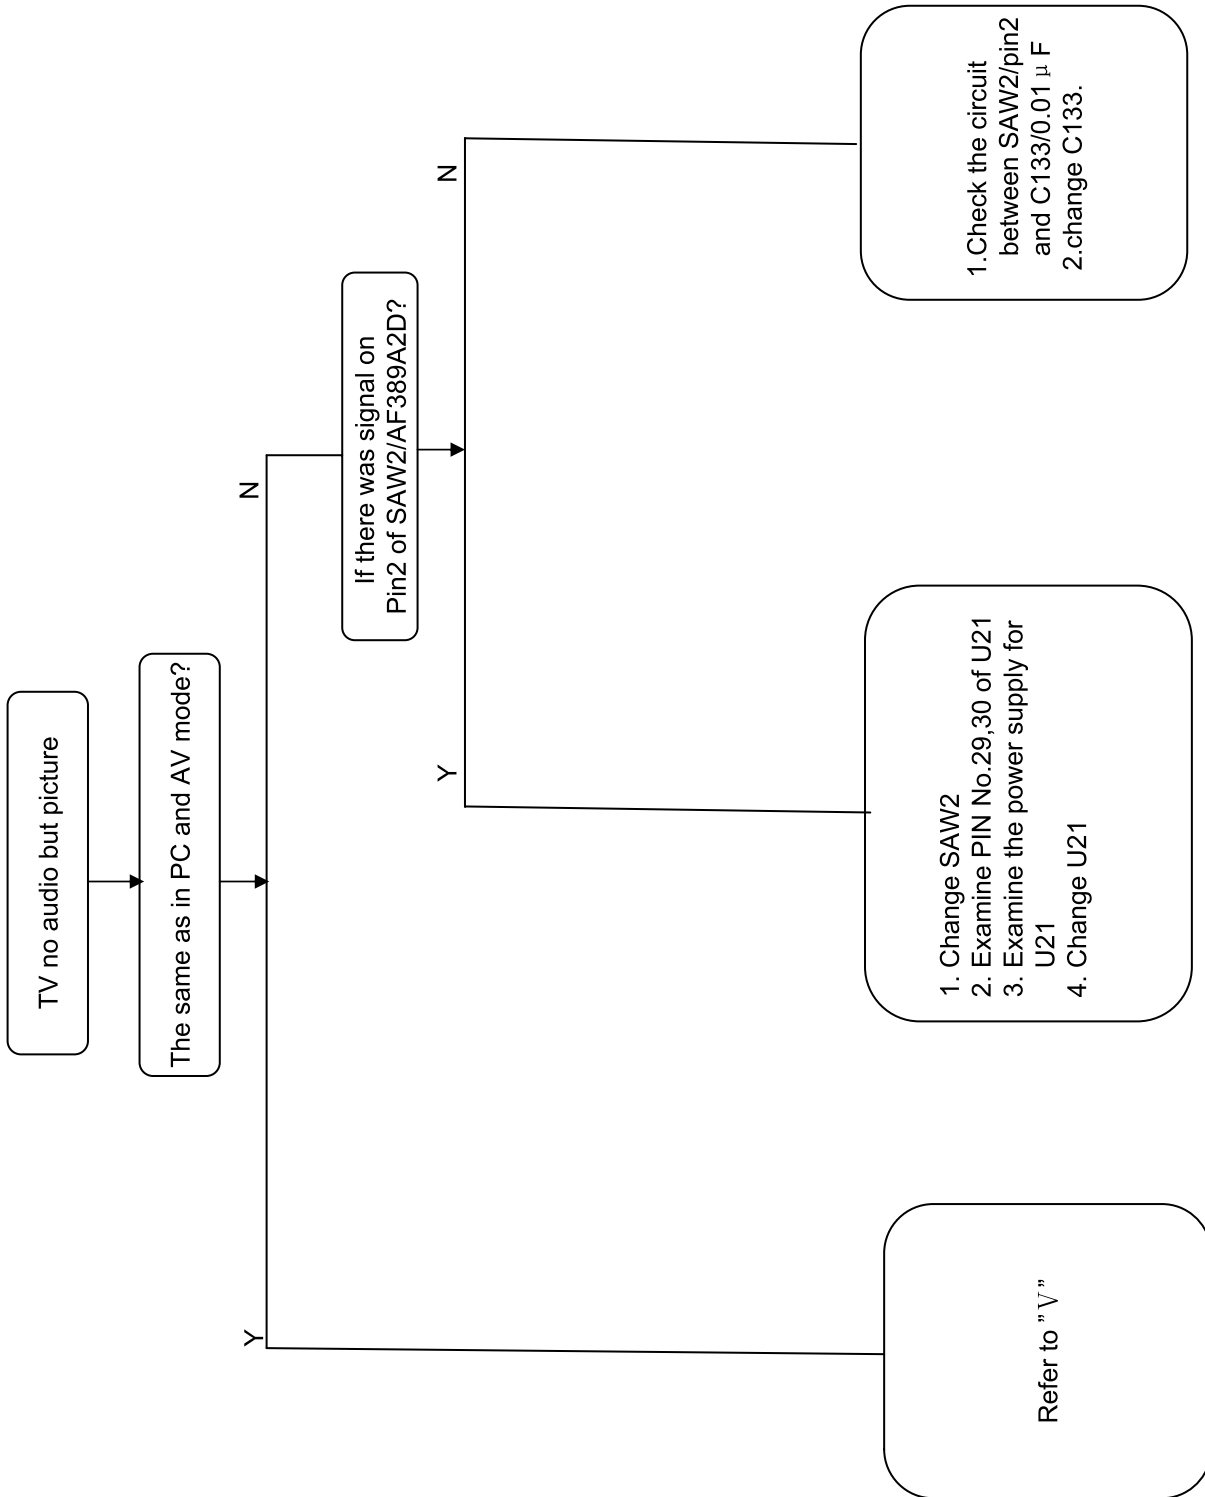 TV no audio but picture
The same as in PC and AV mode?
Y
N
If there was signal on
Pin2 of SAW2/AF389A2D?
Y
N
Refer to ”V”
1. Change SAW2
2. Examine PIN No.29,30 of U21
3. Examine the power supply for
U21
4. Change U21
1.Check the circuit
between SAW2/pin2
and C133/0.01μF
2.change C133.